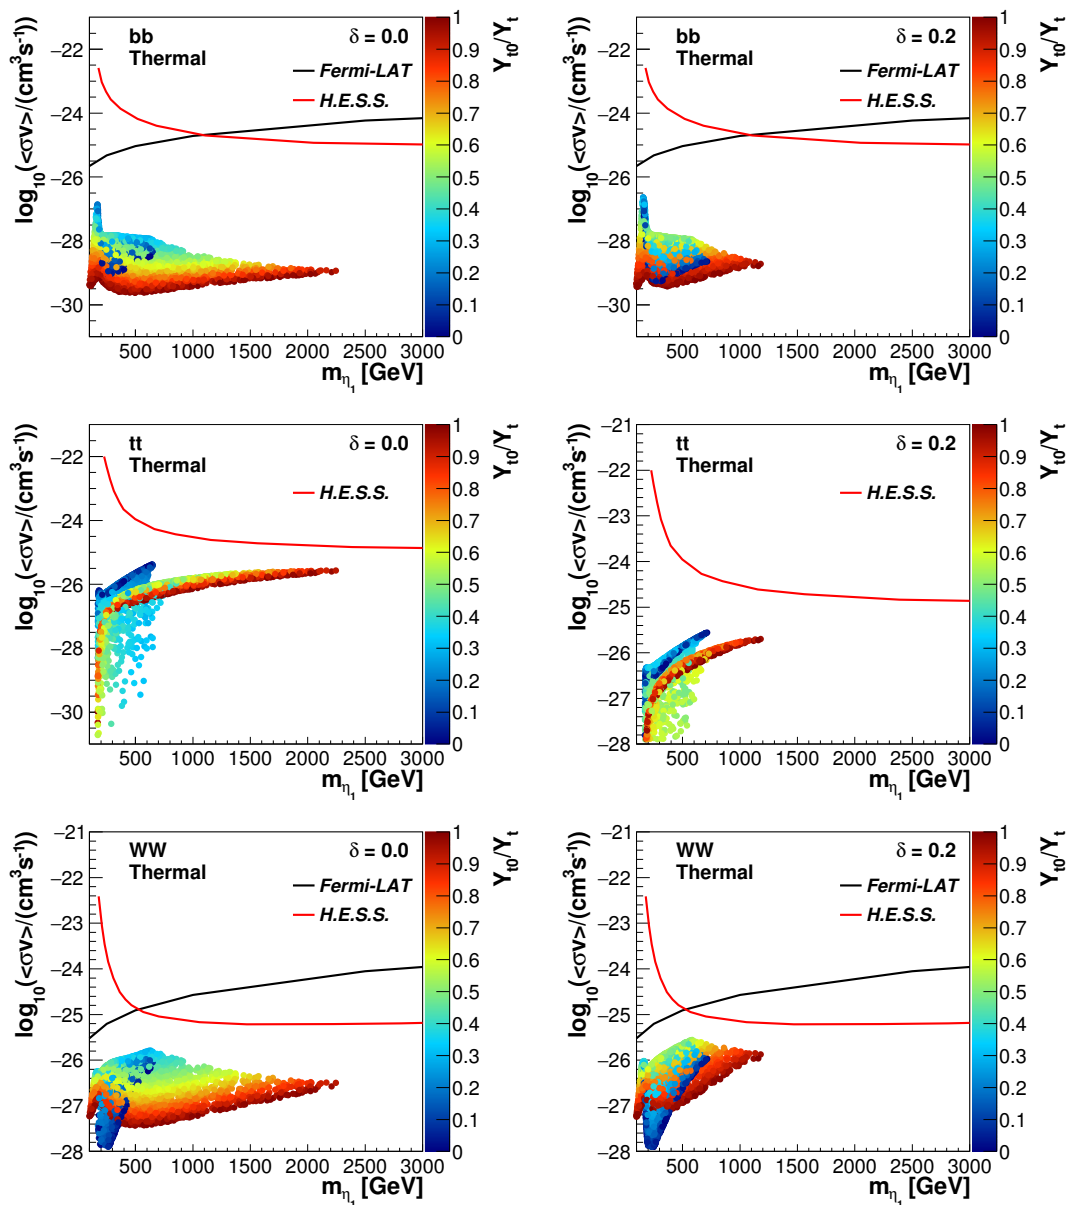 bb
Thermal
δ = 0.0
Fermi-LAT
H.E.S.S.
log10(<σv>/(cm³s⁻¹))
−22
−24
−26
−28
−30
500 1000 1500 2000 2500 3000
mη1 [GeV]
Yt0/Yt
1
0.9
0.8
0.7
0.6
0.5
0.4
0.3
0.2
0.1
0
bb
Thermal
δ = 0.2
Fermi-LAT
H.E.S.S.
log10(<σv>/(cm³s⁻¹))
−22
−24
−26
−28
−30
500 1000 1500 2000 2500 3000
mη1 [GeV]
Yt0/Yt
1
0.9
0.8
0.7
0.6
0.5
0.4
0.3
0.2
0.1
0
tt
Thermal
δ = 0.0
H.E.S.S.
log10(<σv>/(cm³s⁻¹))
−22
−24
−26
−28
−30
500 1000 1500 2000 2500 3000
mη1 [GeV]
Yt0/Yt
1
0.9
0.8
0.7
0.6
0.5
0.4
0.3
0.2
0.1
0
tt
Thermal
δ = 0.2
H.E.S.S.
log10(<σv>/(cm³s⁻¹))
−21
−22
−23
−24
−25
−26
−27
−28
500 1000 1500 2000 2500 3000
mη1 [GeV]
Yt0/Yt
1
0.9
0.8
0.7
0.6
0.5
0.4
0.3
0.2
0.1
0
WW
Thermal
δ = 0.0
Fermi-LAT
H.E.S.S.
log10(<σv>/(cm³s⁻¹))
−21
−22
−23
−24
−25
−26
−27
−28
500 1000 1500 2000 2500 3000
mη1 [GeV]
Yt0/Yt
1
0.9
0.8
0.7
0.6
0.5
0.4
0.3
0.2
0.1
0
WW
Thermal
δ = 0.2
Fermi-LAT
H.E.S.S.
log10(<σv>/(cm³s⁻¹))
−21
−22
−23
−24
−25
−26
−27
−28
500 1000 1500 2000 2500 3000
mη1 [GeV]
Yt0/Yt
1
0.9
0.8
0.7
0.6
0.5
0.4
0.3
0.2
0.1
0